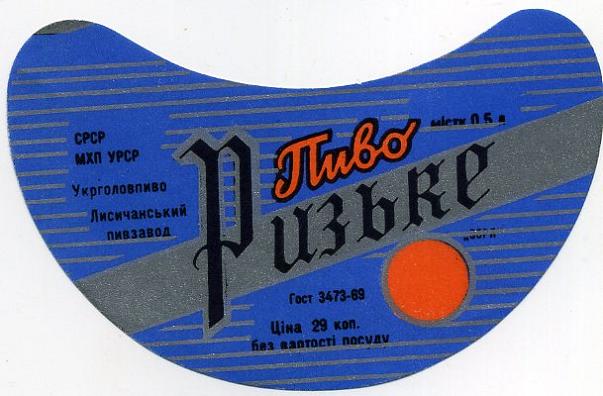 СРСР
МХП УРСР
Укрголовпиво
Лисичанський
пивзавод
Пиво
Ризьке
містк 0,5 л
Гост 3473-69
Ціна 29 коп.
без вартості посуду